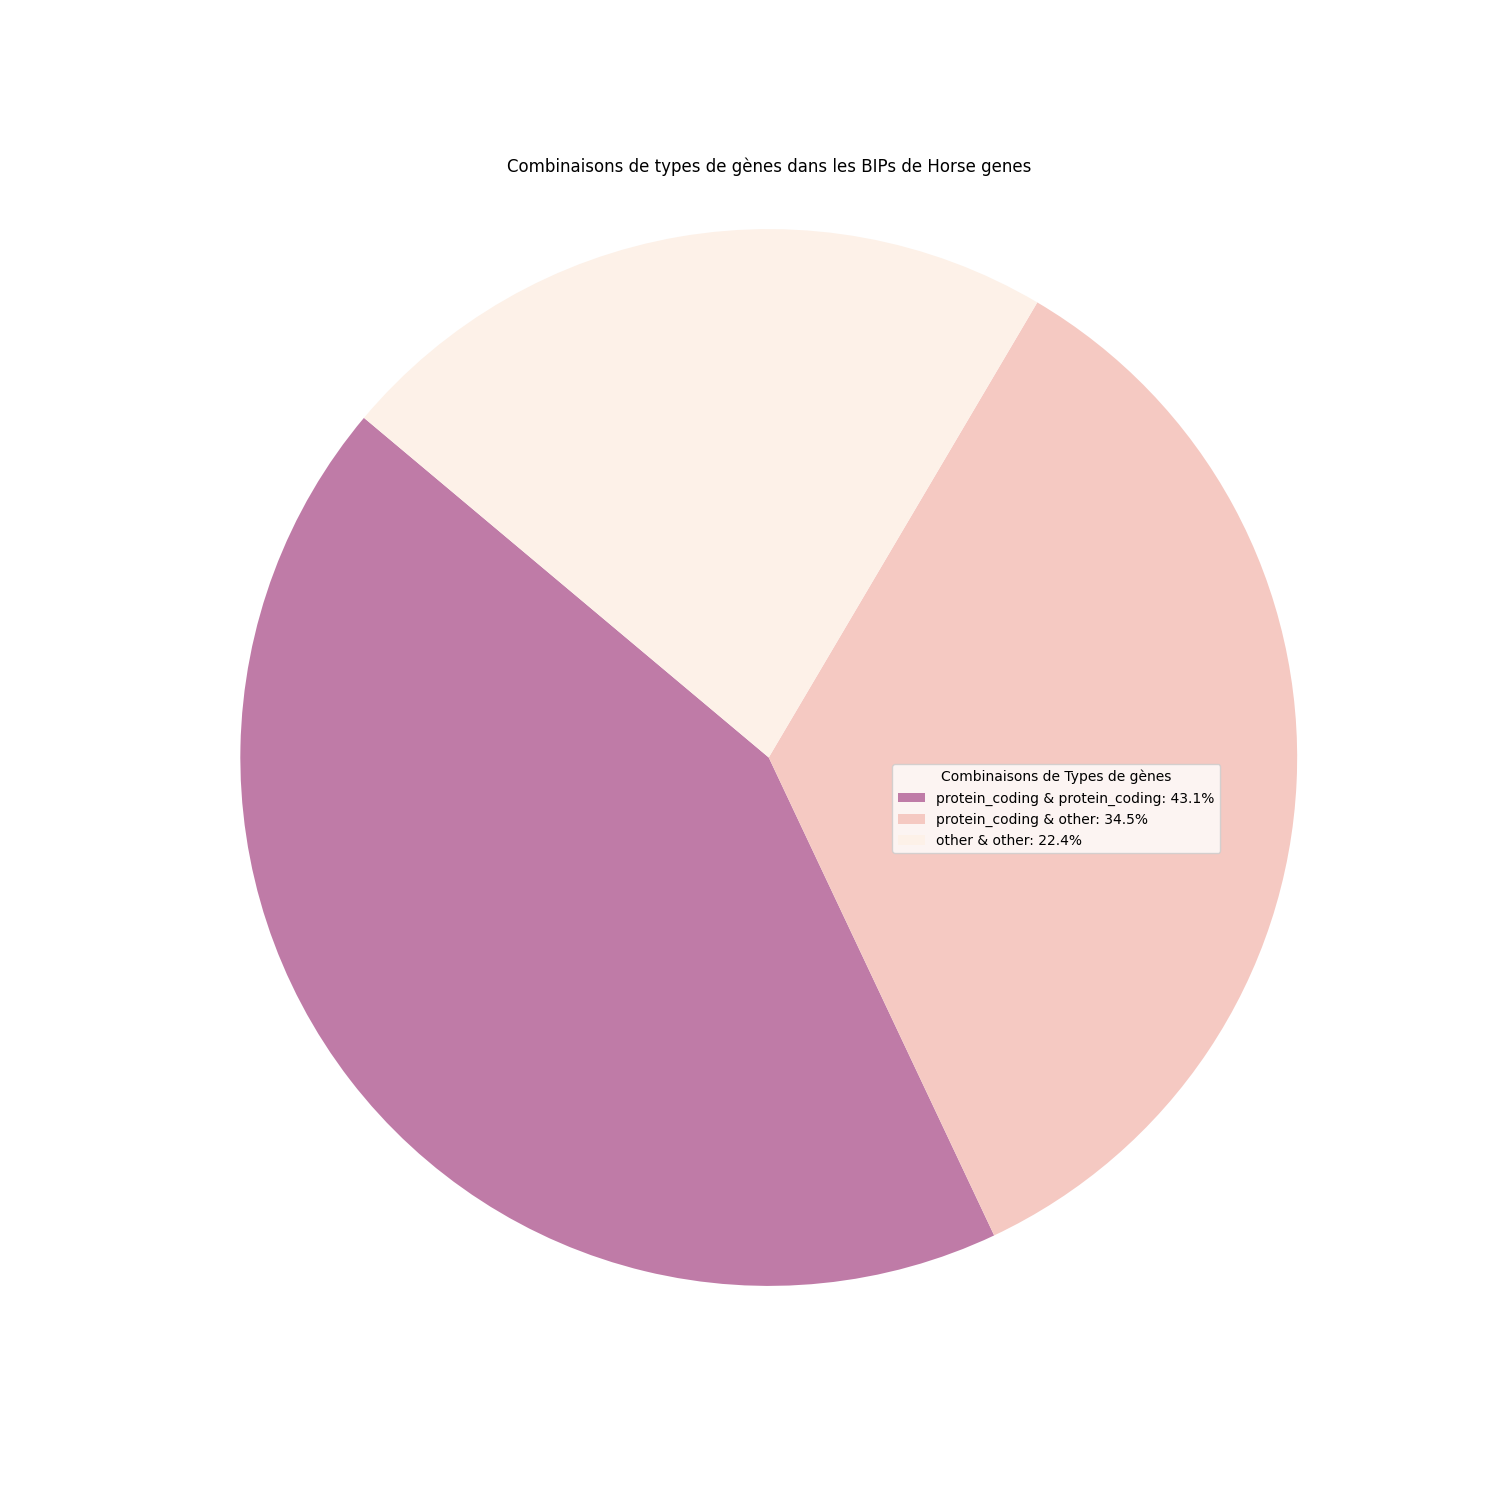 Combinaisons de types de gènes dans les BIPs de Horse genes
Combinaisons de Types de gènes
protein_coding & protein_coding: 43.1%
protein_coding & other: 34.5%
other & other: 22.4%